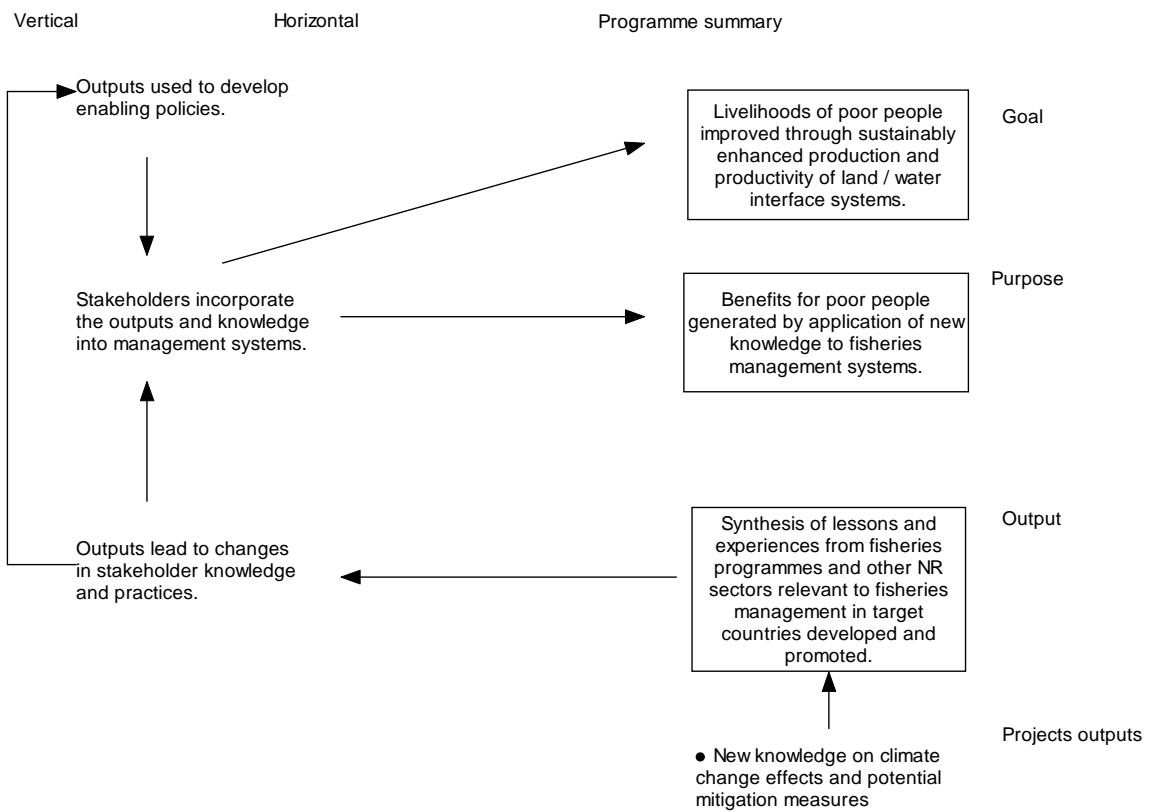 Vertical
Horizontal
Programme summary
Outputs used to develop
enabling policies.
Livelihoods of poor people
improved through sustainably
enhanced production and
productivity of land / water
interface systems.
Goal
Stakeholders incorporate
the outputs and knowledge
into management systems.
Benefits for poor people
generated by application of new
knowledge to fisheries
management systems.
Purpose
Outputs lead to changes
in stakeholder knowledge
and practices.
Synthesis of lessons and
experiences from fisheries
programmes and other NR
sectors relevant to fisheries
management in target
countries developed and
promoted.
Output
● New knowledge on climate
change effects and potential
mitigation measures
Projects outputs